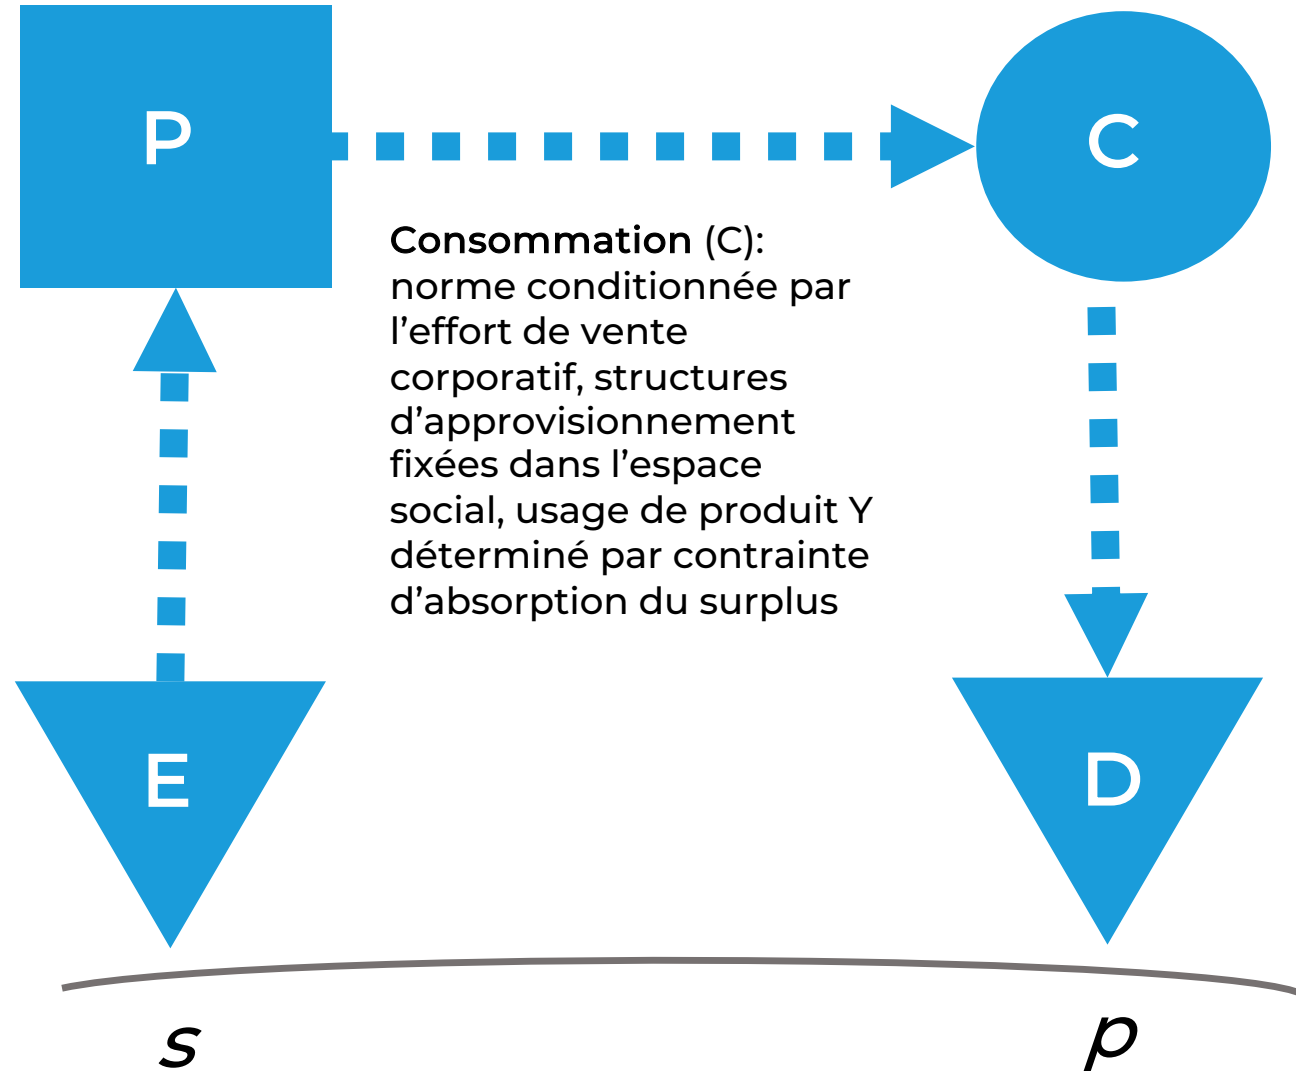 P
C
Consommation (C):
norme conditionnée par
l’effort de vente
corporatif, structures
d’approvisionnement
fixées dans l’espace
social, usage de produit Y
déterminé par contrainte
d’absorption du surplus
E
D
s
p